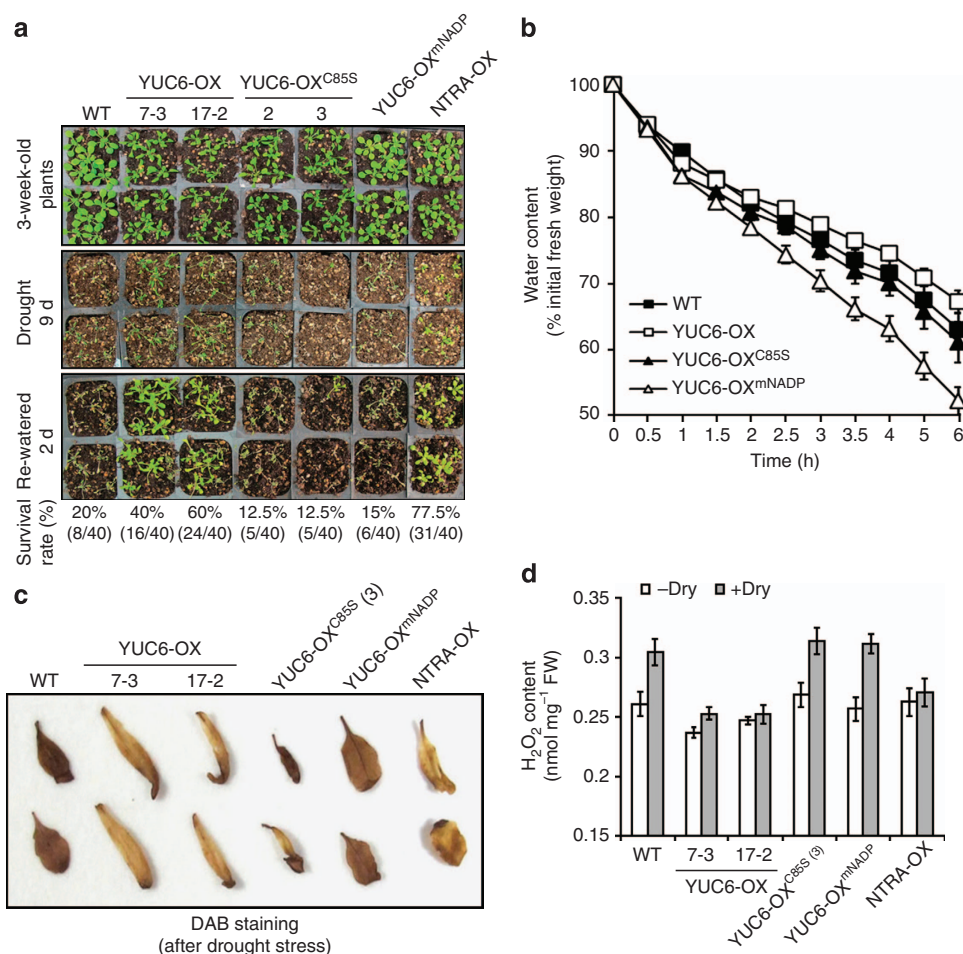 a
WT
YUC6-OX
7-3 17-2
YUC6-OX^C85S
2 3
YUC6-OX^mNADP
NTRA-OX
3-week-old
plants
Drought
9 d
Re-watered
2 d
Survival
rate (%)
20% 40% 60% 12.5% 12.5% 15% 77.5%
(8/40) (16/40) (24/40) (5/40) (5/40) (6/40) (31/40)
b
Water content
(% initial fresh weight)
100
90
80
70
60
50
WT
YUC6-OX
YUC6-OX^C85S
YUC6-OX^mNADP
0 0.5 1 1.5 2 2.5 3 3.5 4 5 6
Time (h)
c
WT
YUC6-OX
7-3 17-2
YUC6-OX^C85S (3)
YUC6-OX^mNADP
NTRA-OX
DAB staining
(after drought stress)
d
H₂O₂ content
(nmol mg⁻¹ FW)
–Dry +Dry
0.35
0.3
0.25
0.2
0.15
WT
7-3 17-2
YUC6-OX
YUC6-OX^C85S (3)
YUC6-OX^mNADP
NTRA-OX